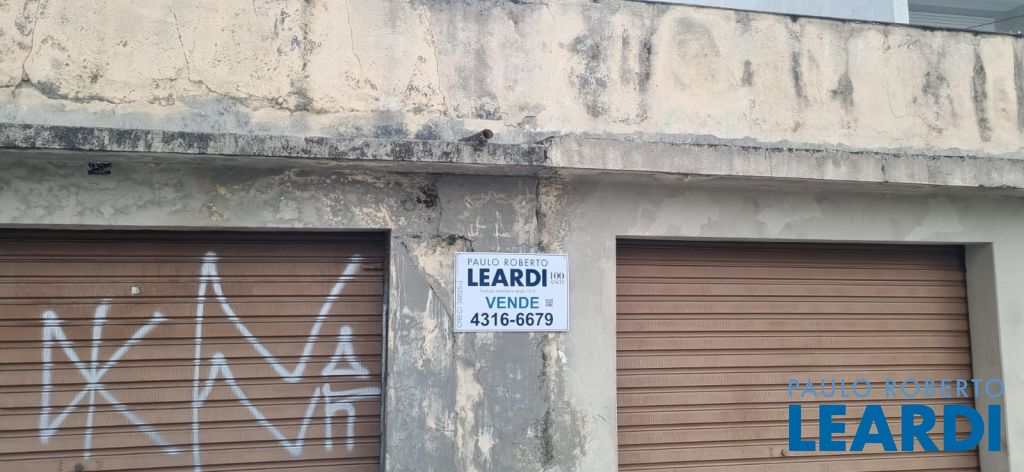 PAULO ROBERTO
LEARDI 100
ANOS
VENDE
4316-6679
PAULO ROBERTO
LEARDI